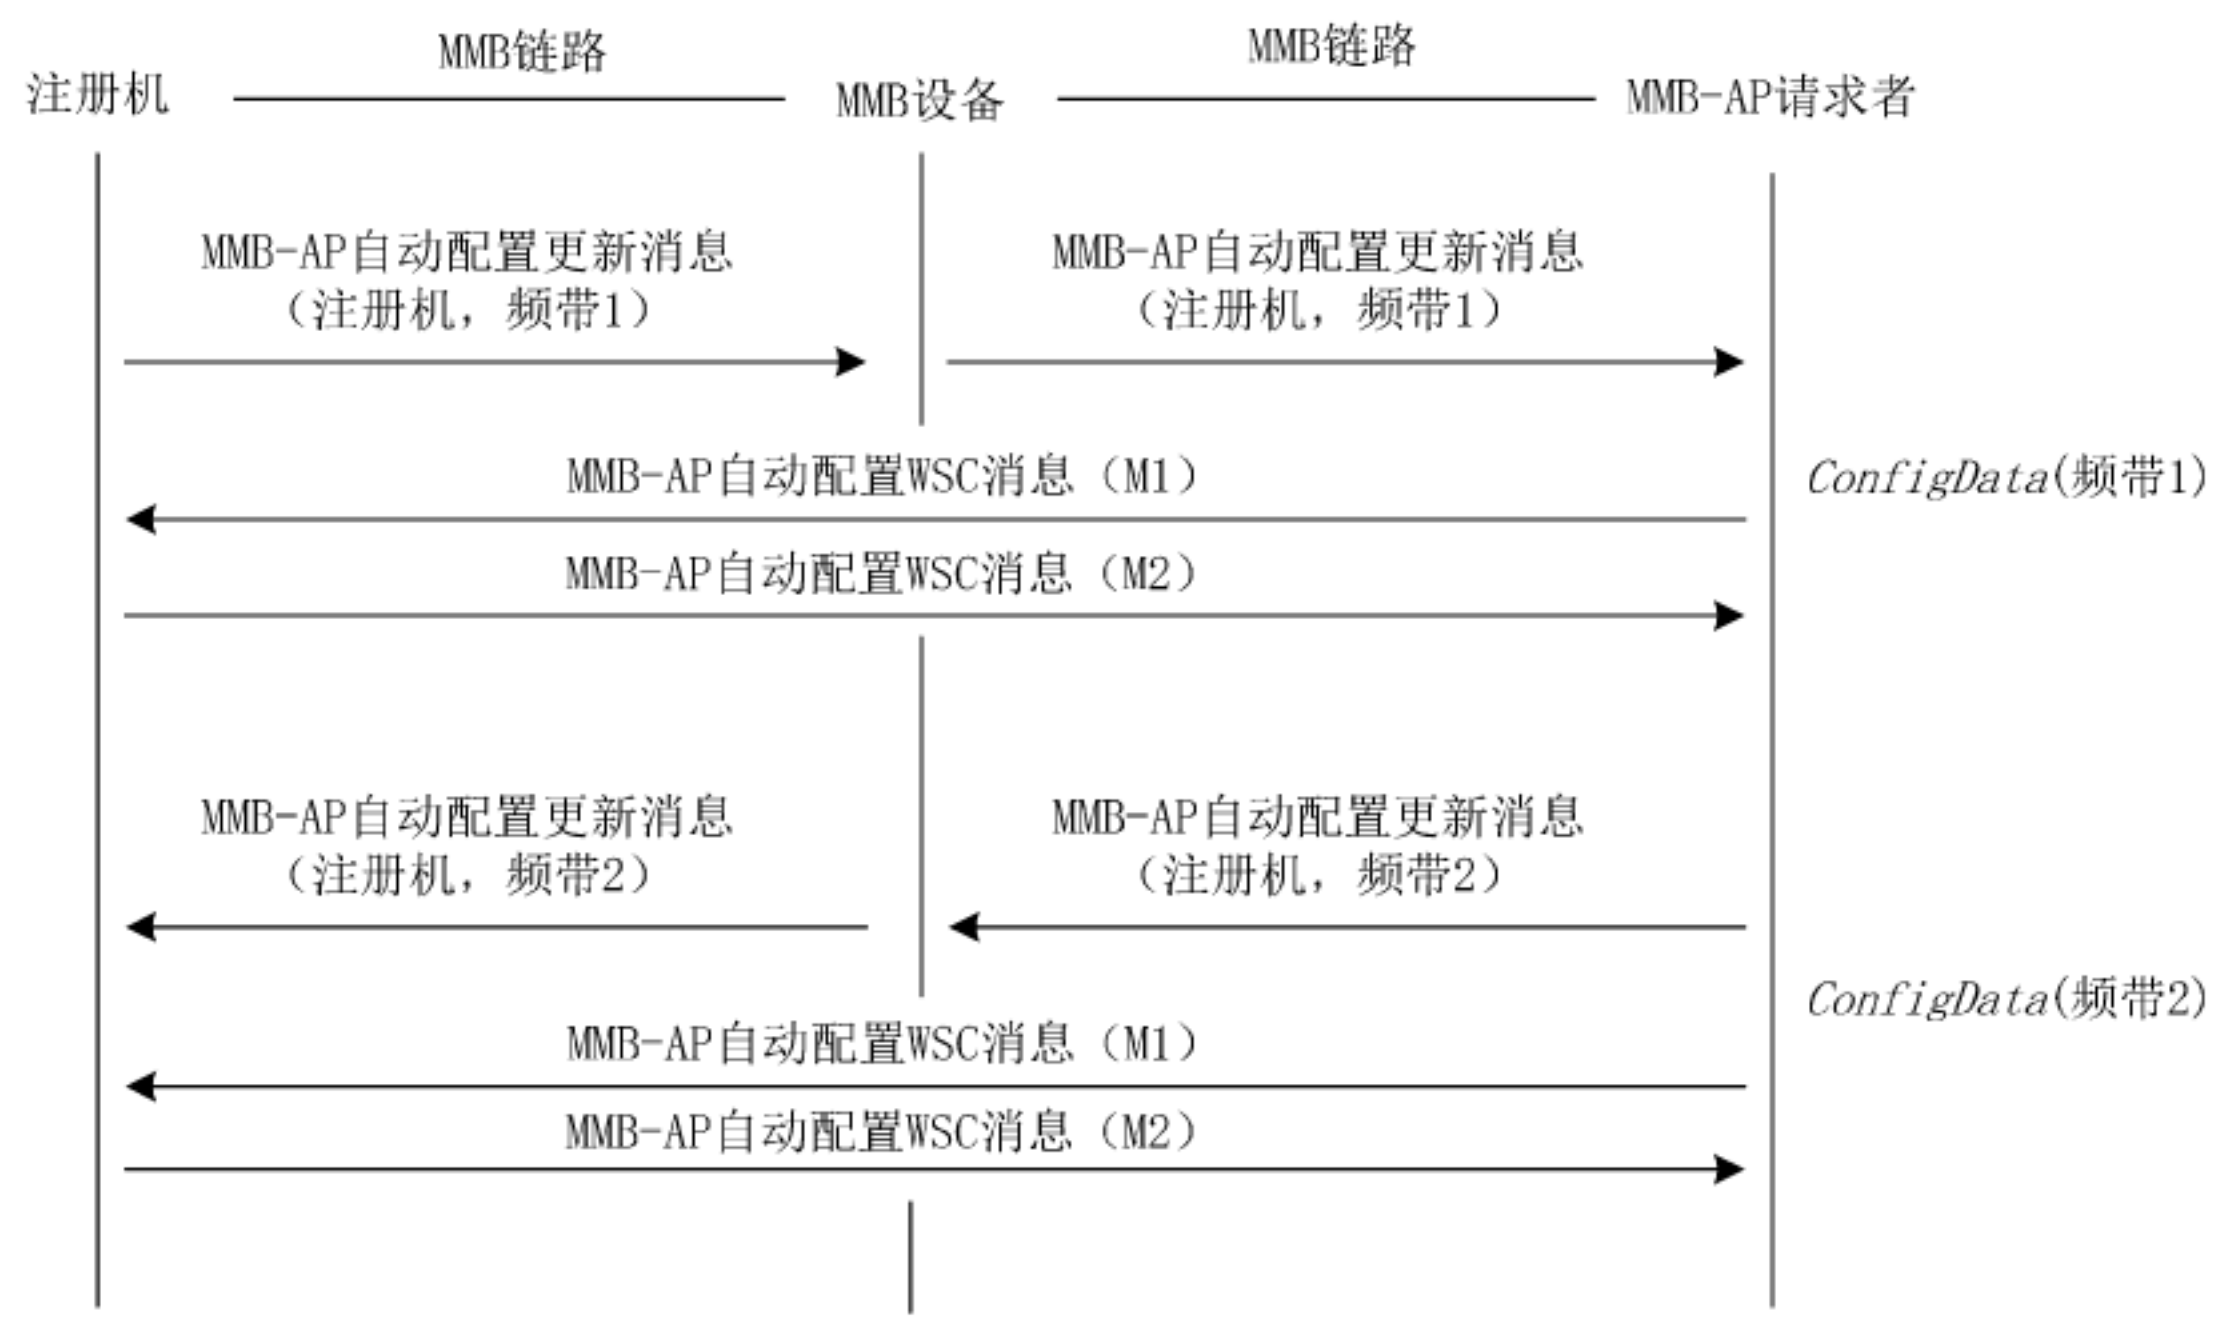 MMB链路
MMB链路
注册机
MMB设备
MMB-AP请求者
MMB-AP自动配置更新消息
（注册机，频带1）
MMB-AP自动配置更新消息
（注册机，频带1）
MMB-AP自动配置WSC消息（M1）
ConfigData(频带1)
MMB-AP自动配置WSC消息（M2）
MMB-AP自动配置更新消息
（注册机，频带2）
MMB-AP自动配置更新消息
（注册机，频带2）
ConfigData(频带2)
MMB-AP自动配置WSC消息（M1）
MMB-AP自动配置WSC消息（M2）